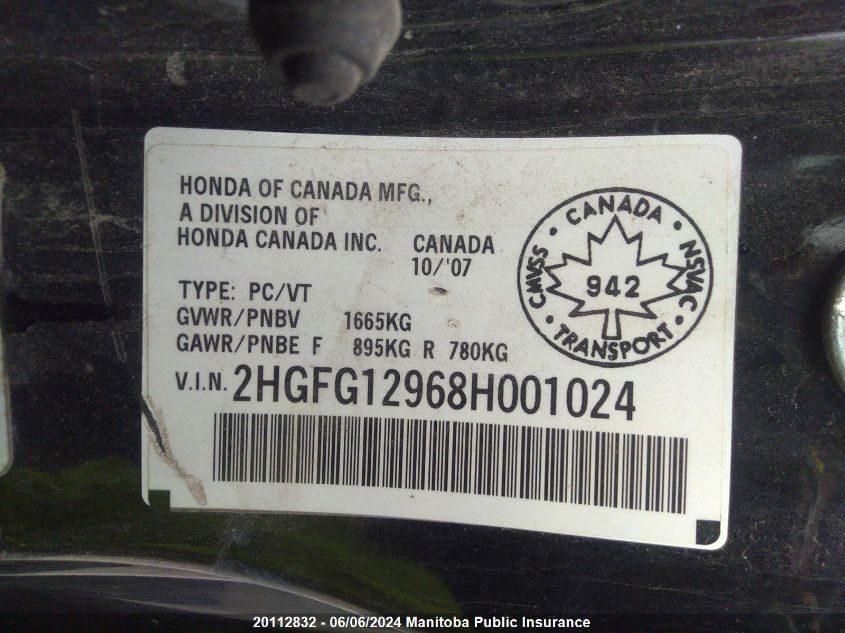 HONDA OF CANADA MFG.,
A DIVISION OF
HONDA CANADA INC. CANADA
10/'07
TYPE: PC/VT
GVWR/PNBV 1665KG
GAWR/PNBE F 895KG R 780KG
V.I.N. 2HGFG12968H001024
CANADA
CMVSS
942
NSVAC
TRANSPORT
20112832 - 06/06/2024 Manitoba Public Insurance